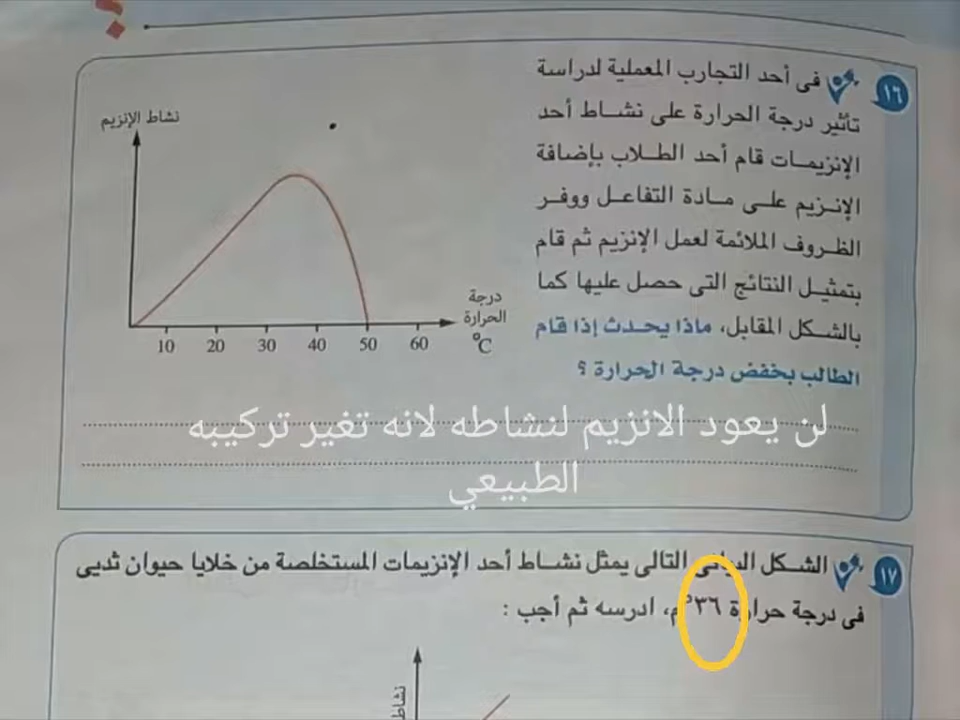 ؟
١٦ فى أحد التجارب المعملية لدراسة
تأثير درجة الحرارة على نشاط أحد
الإنزيمات قام أحد الطلاب بإضافة
الإنزيم على مادة التفاعل ووفر
الظروف الملائمة لعمل الإنزيم ثم قام
بتمثيل النتائج التى حصل عليها كما
بالشكل المقابل، ماذا يحدث إذا قام
الطالب بخفض درجة الحرارة ؟
نشاط الإنزيم
درجة
الحرارة
°C
10 20 30 40 50 60
لن يعود الانزيم لنشاطه لانه تغير تركيبه
الطبيعي
١٧ الشكل البيانى التالى يمثل نشاط أحد الإنزيمات المستخلصة من خلايا حيوان ثديى
فى درجة حرارة ٣٦°م، ادرسه ثم أجب :
نشاط